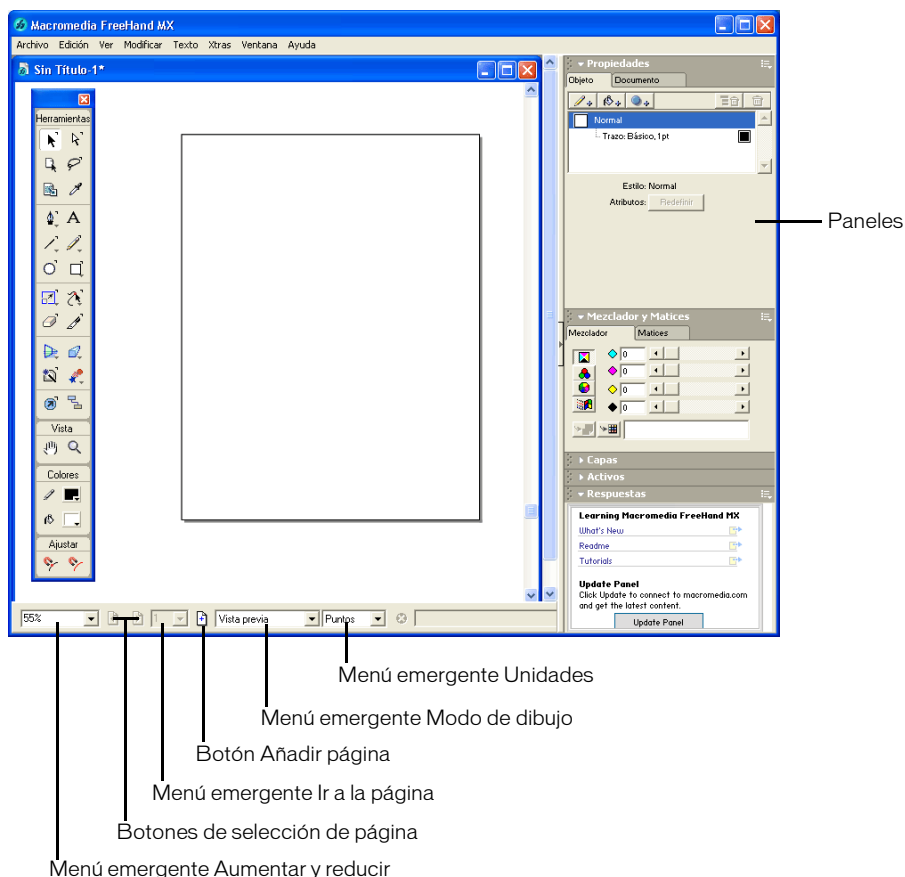 Macromedia FreeHand MX
Archivo Edición Ver Modificar Texto Xtras Ventana Ayuda
Sin Título-1*
Herramientas
A
Vista
Colores
Ajustar
Propiedades
Objeto Documento
Normal
Trazo: Básico, 1pt
Estilo: Normal
Atributos: Redefinir
Paneles
Mezclador y Matices
Mezclador Matices
0
0
0
0
Capas
Activos
Respuestas
Learning Macromedia FreeHand MX
What's New
Readme
Tutorials
Update Panel
Click Update to connect to macromedia.com
and get the latest content.
Update Panel
55% 1 Vista previa Puntos
Menú emergente Unidades
Menú emergente Modo de dibujo
Botón Añadir página
Menú emergente Ir a la página
Botones de selección de página
Menú emergente Aumentar y reducir